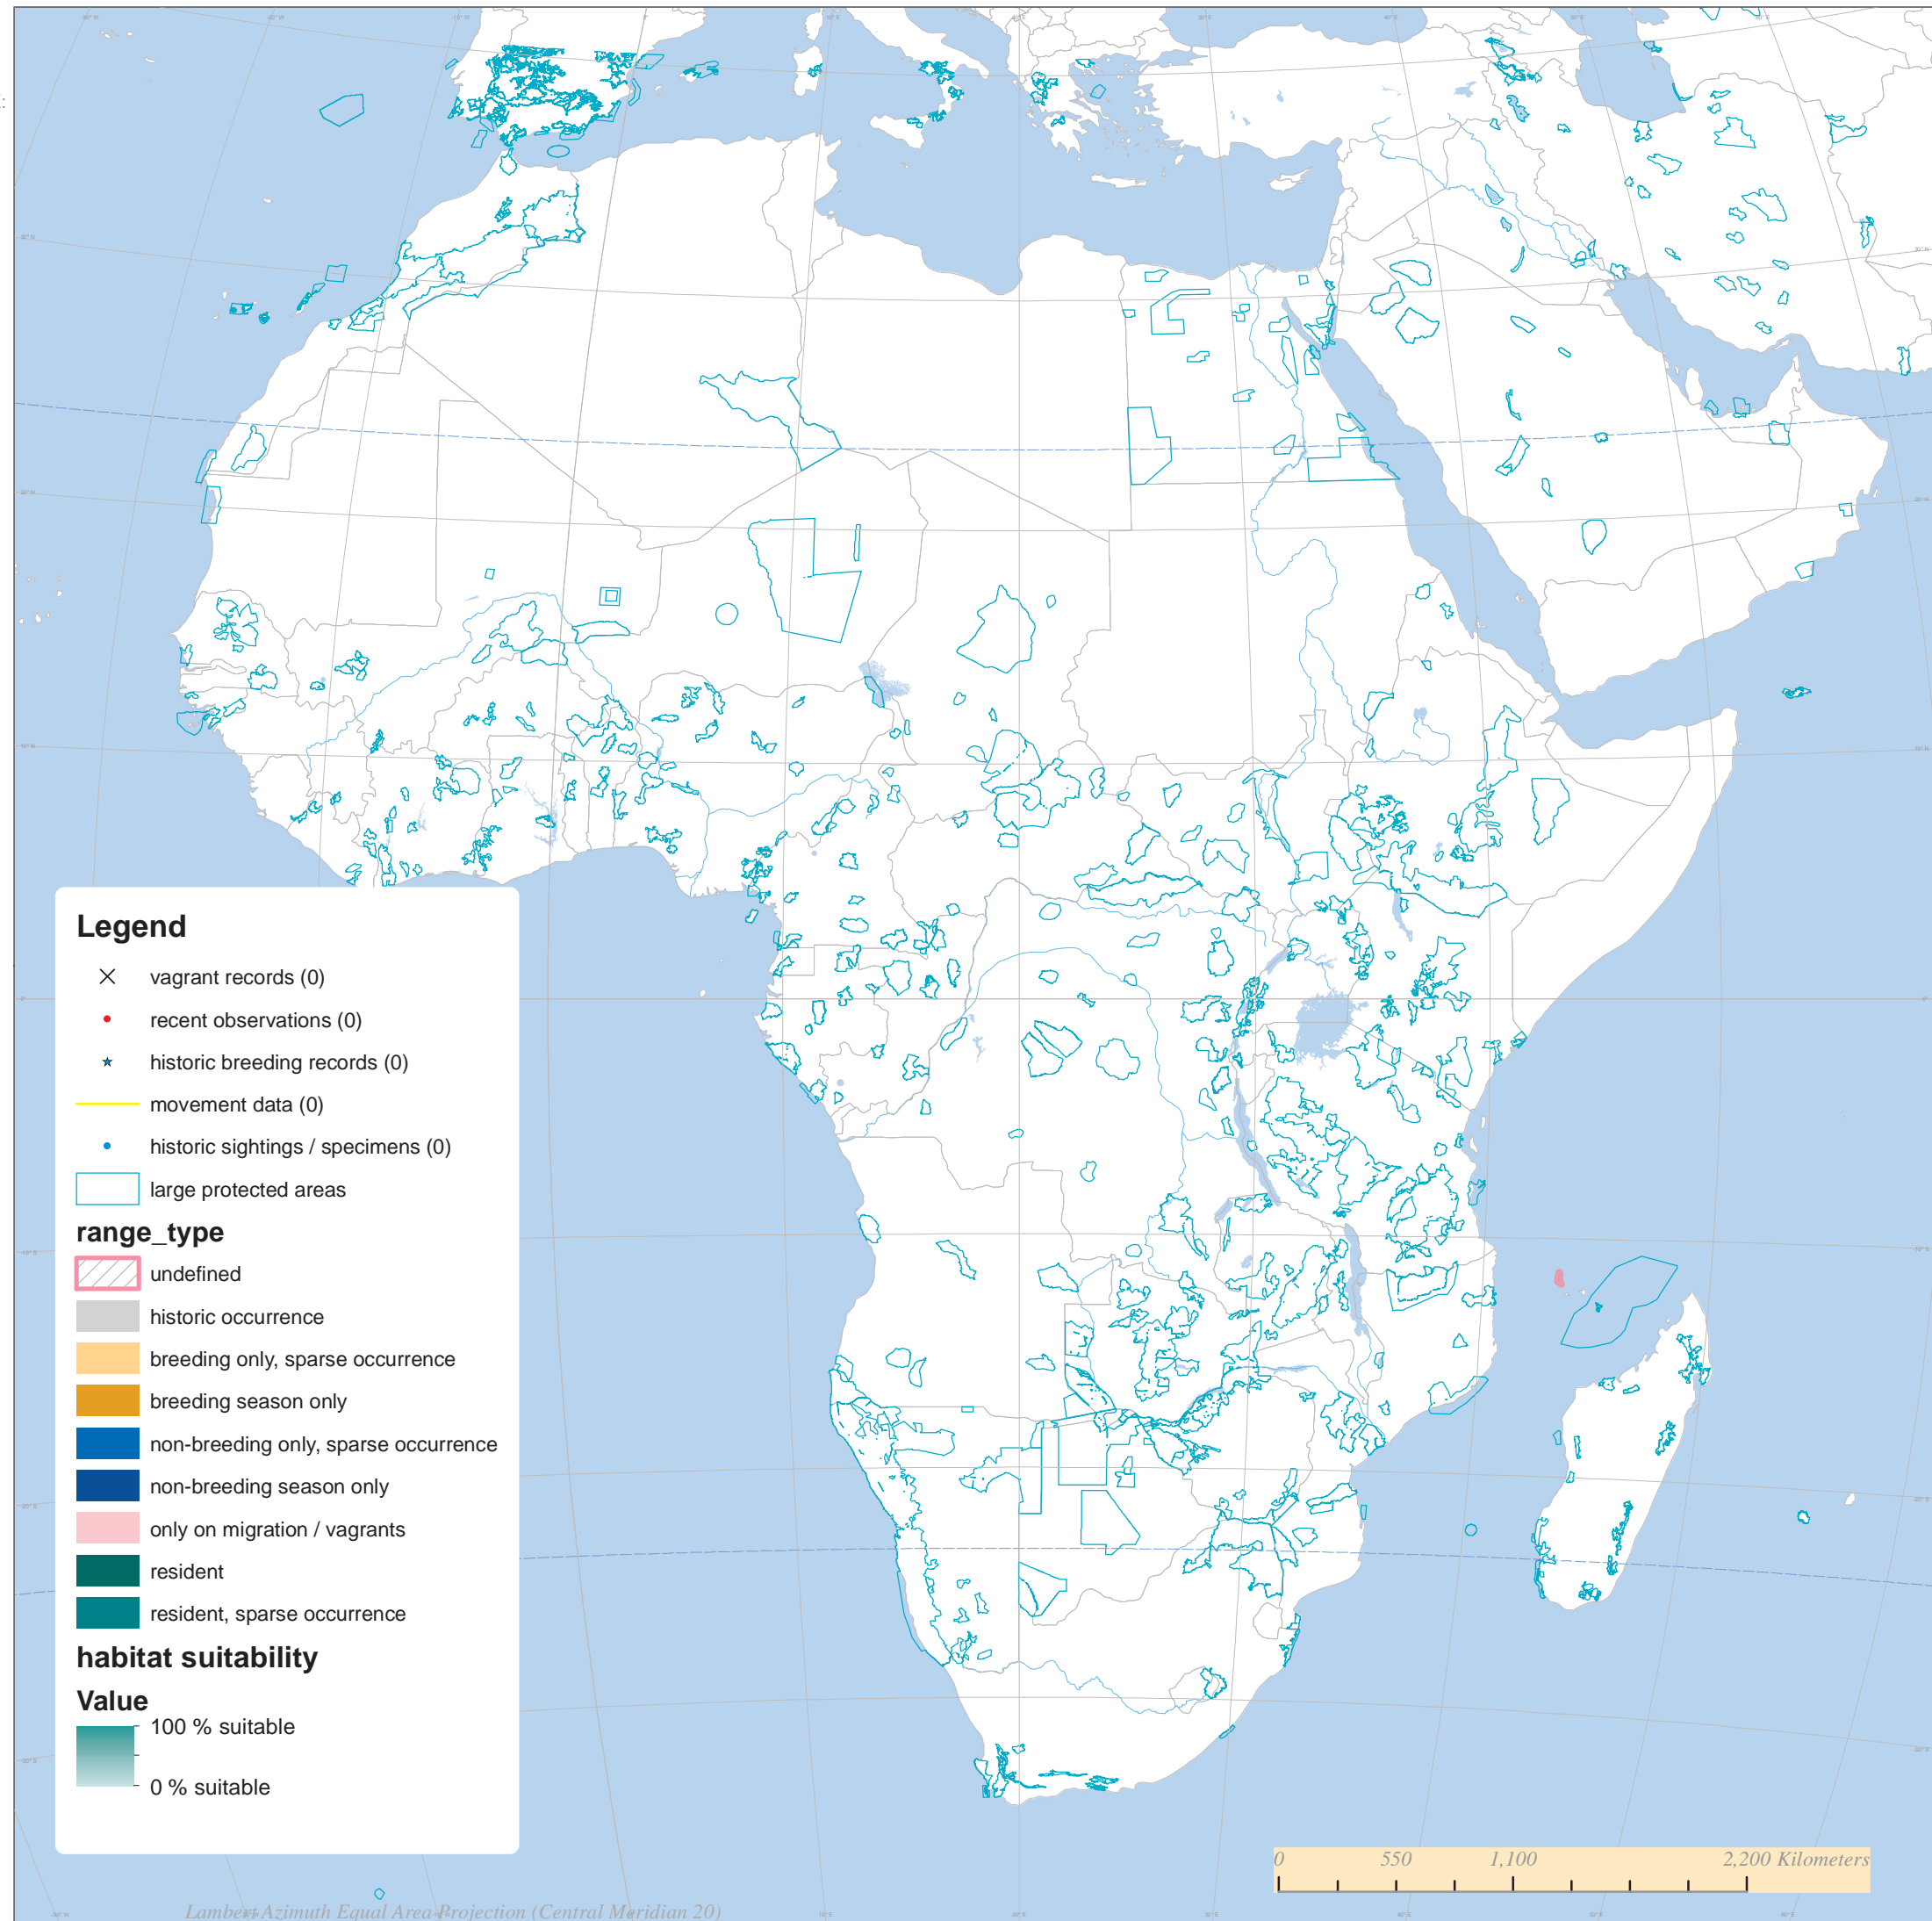 Legend
vagrant records (0)
recent observations (0)
historic breeding records (0)
movement data (0)
historic sightings / specimens (0)
large protected areas
range_type
undefined
historic occurrence
breeding only, sparse occurrence
breeding season only
non-breeding only, sparse occurrence
non-breeding season only
only on migration / vagrants
resident
resident, sparse occurrence
habitat suitability
Value
100 % suitable
0 % suitable
0 550 1,100 2,200 Kilometers
Lambert Azimuth Equal Area Projection (Central Meridian 20)